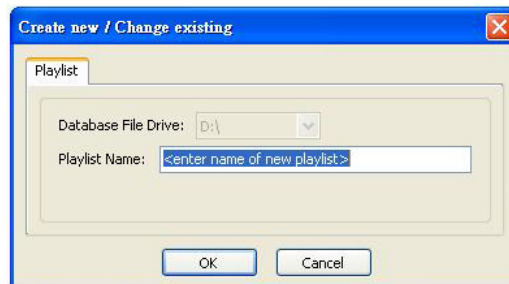 Create new / Change existing
Playlist
Database File Drive: D:\
Playlist Name: <enter name of new playlist>
OK Cancel